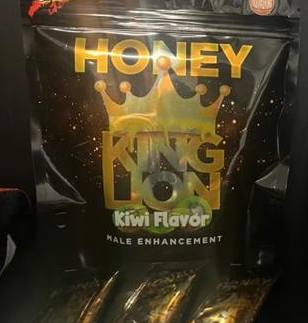 HONEY
KING
LION
Kiwi Flavor
MALE ENHANCEMENT